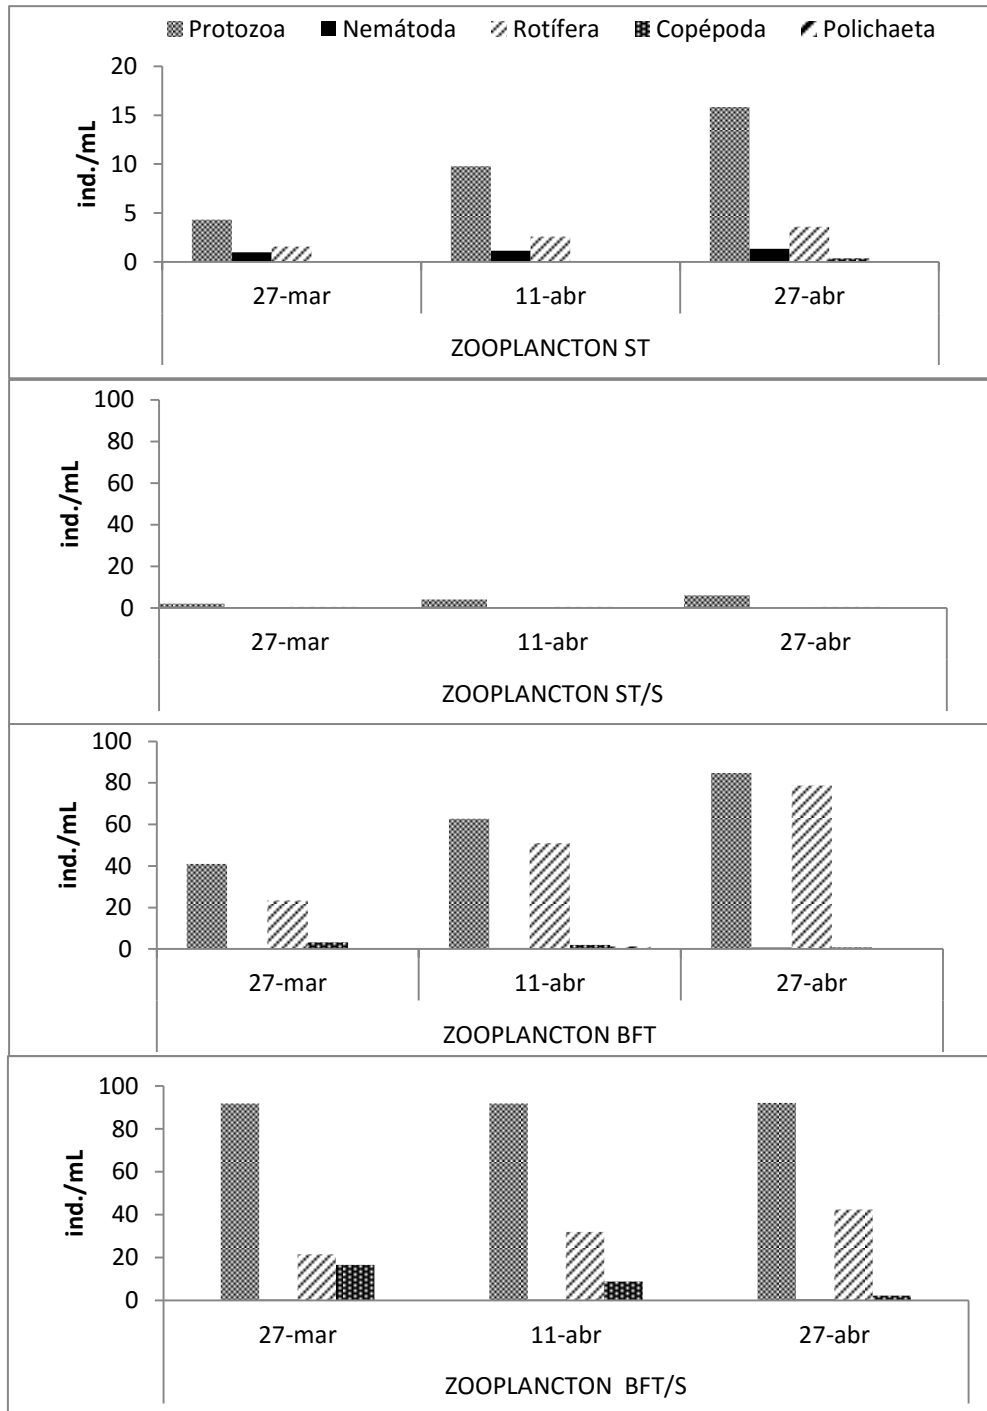 Protozoa Nemátoda Rotífera Copépoda Polichaeta
20
15
10
5
0
ind./mL
27-mar 11-abr 27-abr
ZOOPLANCTON ST
100
80
60
40
20
0
ind./mL
27-mar 11-abr 27-abr
ZOOPLANCTON ST/S
100
80
60
40
20
0
ind./mL
27-mar 11-abr 27-abr
ZOOPLANCTON BFT
100
80
60
40
20
0
ind./mL
27-mar 11-abr 27-abr
ZOOPLANCTON BFT/S